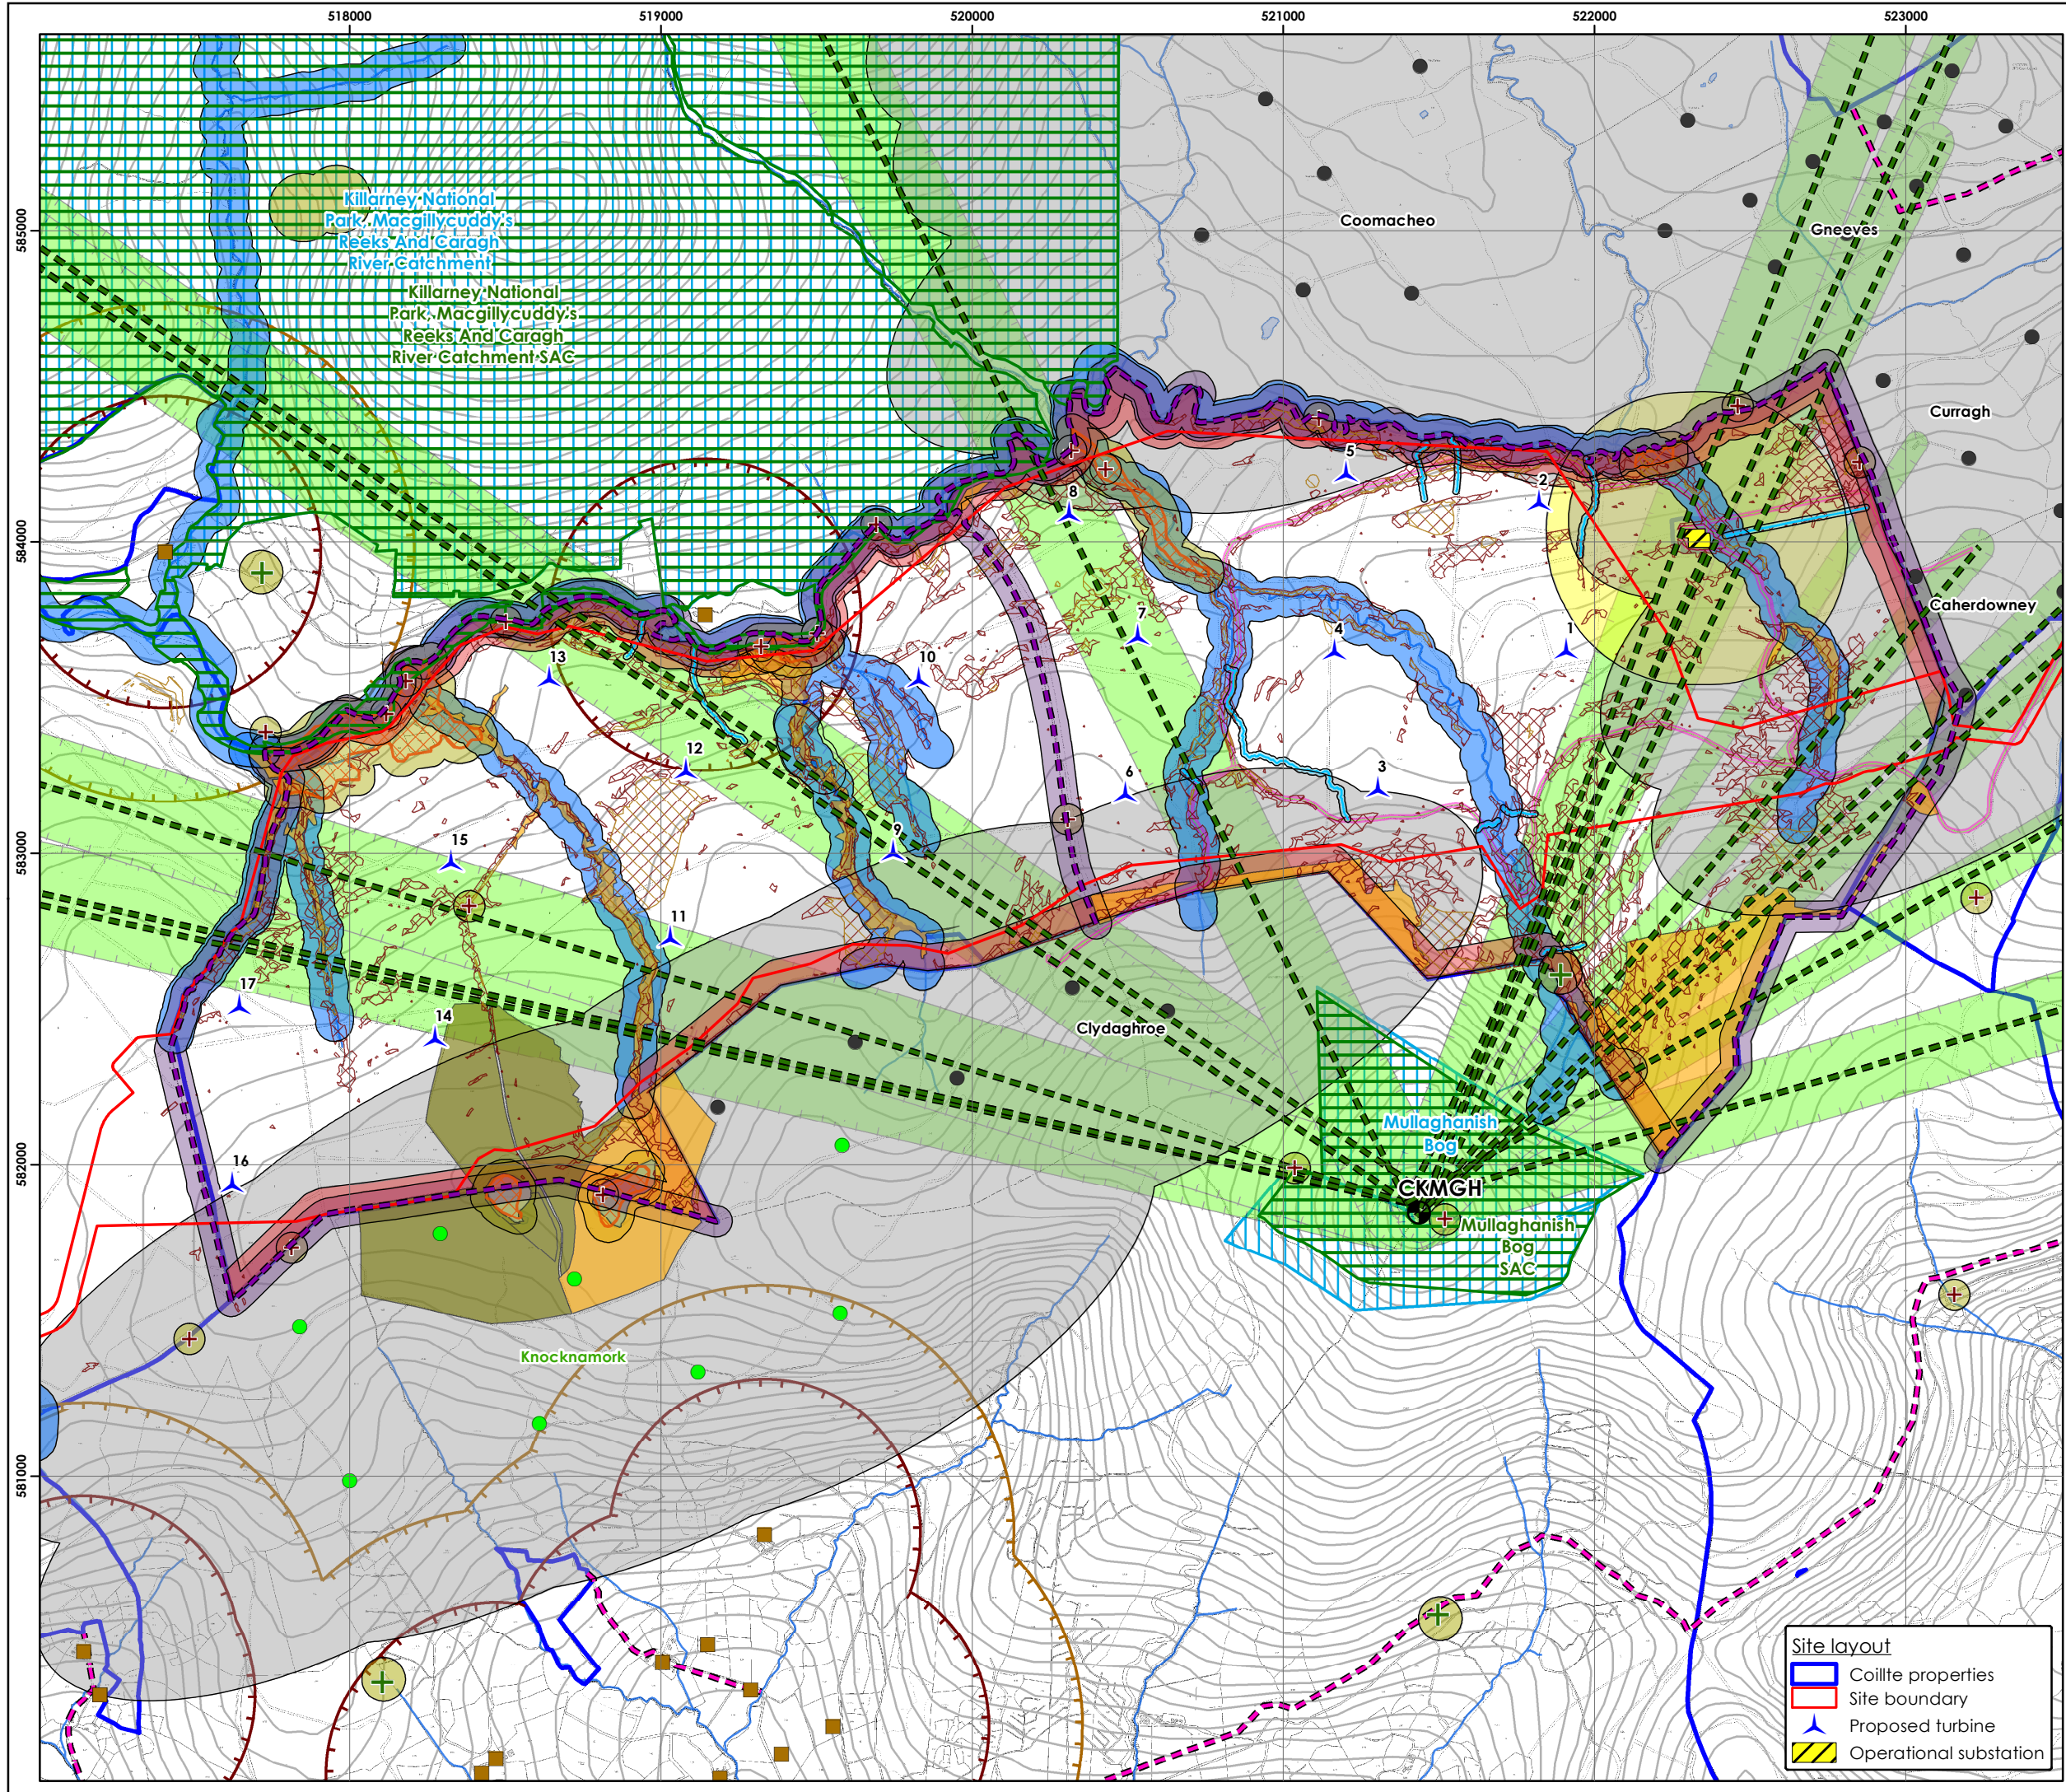 518000
519000
520000
521000
522000
523000
585000
584000
583000
582000
581000
Killarney National
Park, Macgillycuddy's
Reeks And Caragh
River Catchment
Killarney National
Park, Macgillycuddy's
Reeks And Caragh
River Catchment SAC
Coomacheo
Gneeves
Curragh
Caherdowney
5
2
8
7
4
1
13
10
12
3
6
9
15
11
17
14
16
Clydaghroe
Mullaghanish
Bog
CKMGH
Mullaghanish
Bog
SAC
Knocknamork
Site layout
Coillte properties
Site boundary
Proposed turbine
Operational substation